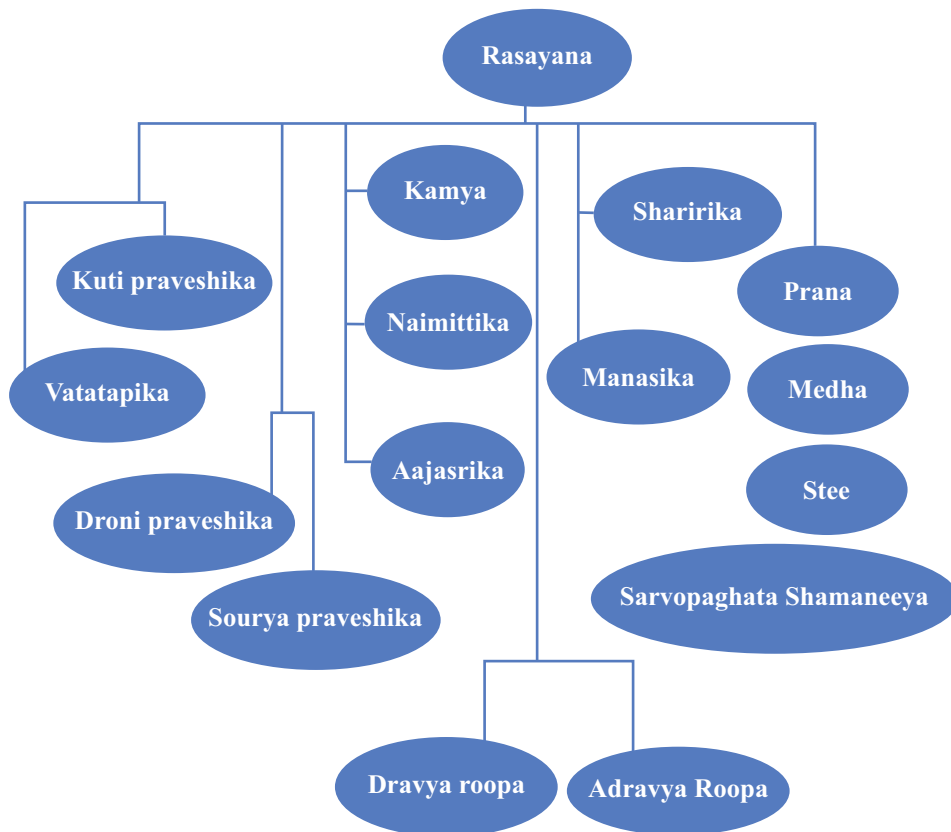 Rasayana
Kamya
Sharirika
Kuti praveshika
Prana
Naimittika
Manasika
Vatatapika
Medha
Aajasrika
Stee
Droni praveshika
Sarvopaghata Shamaneeya
Sourya praveshika
Dravya roopa
Adravya Roopa